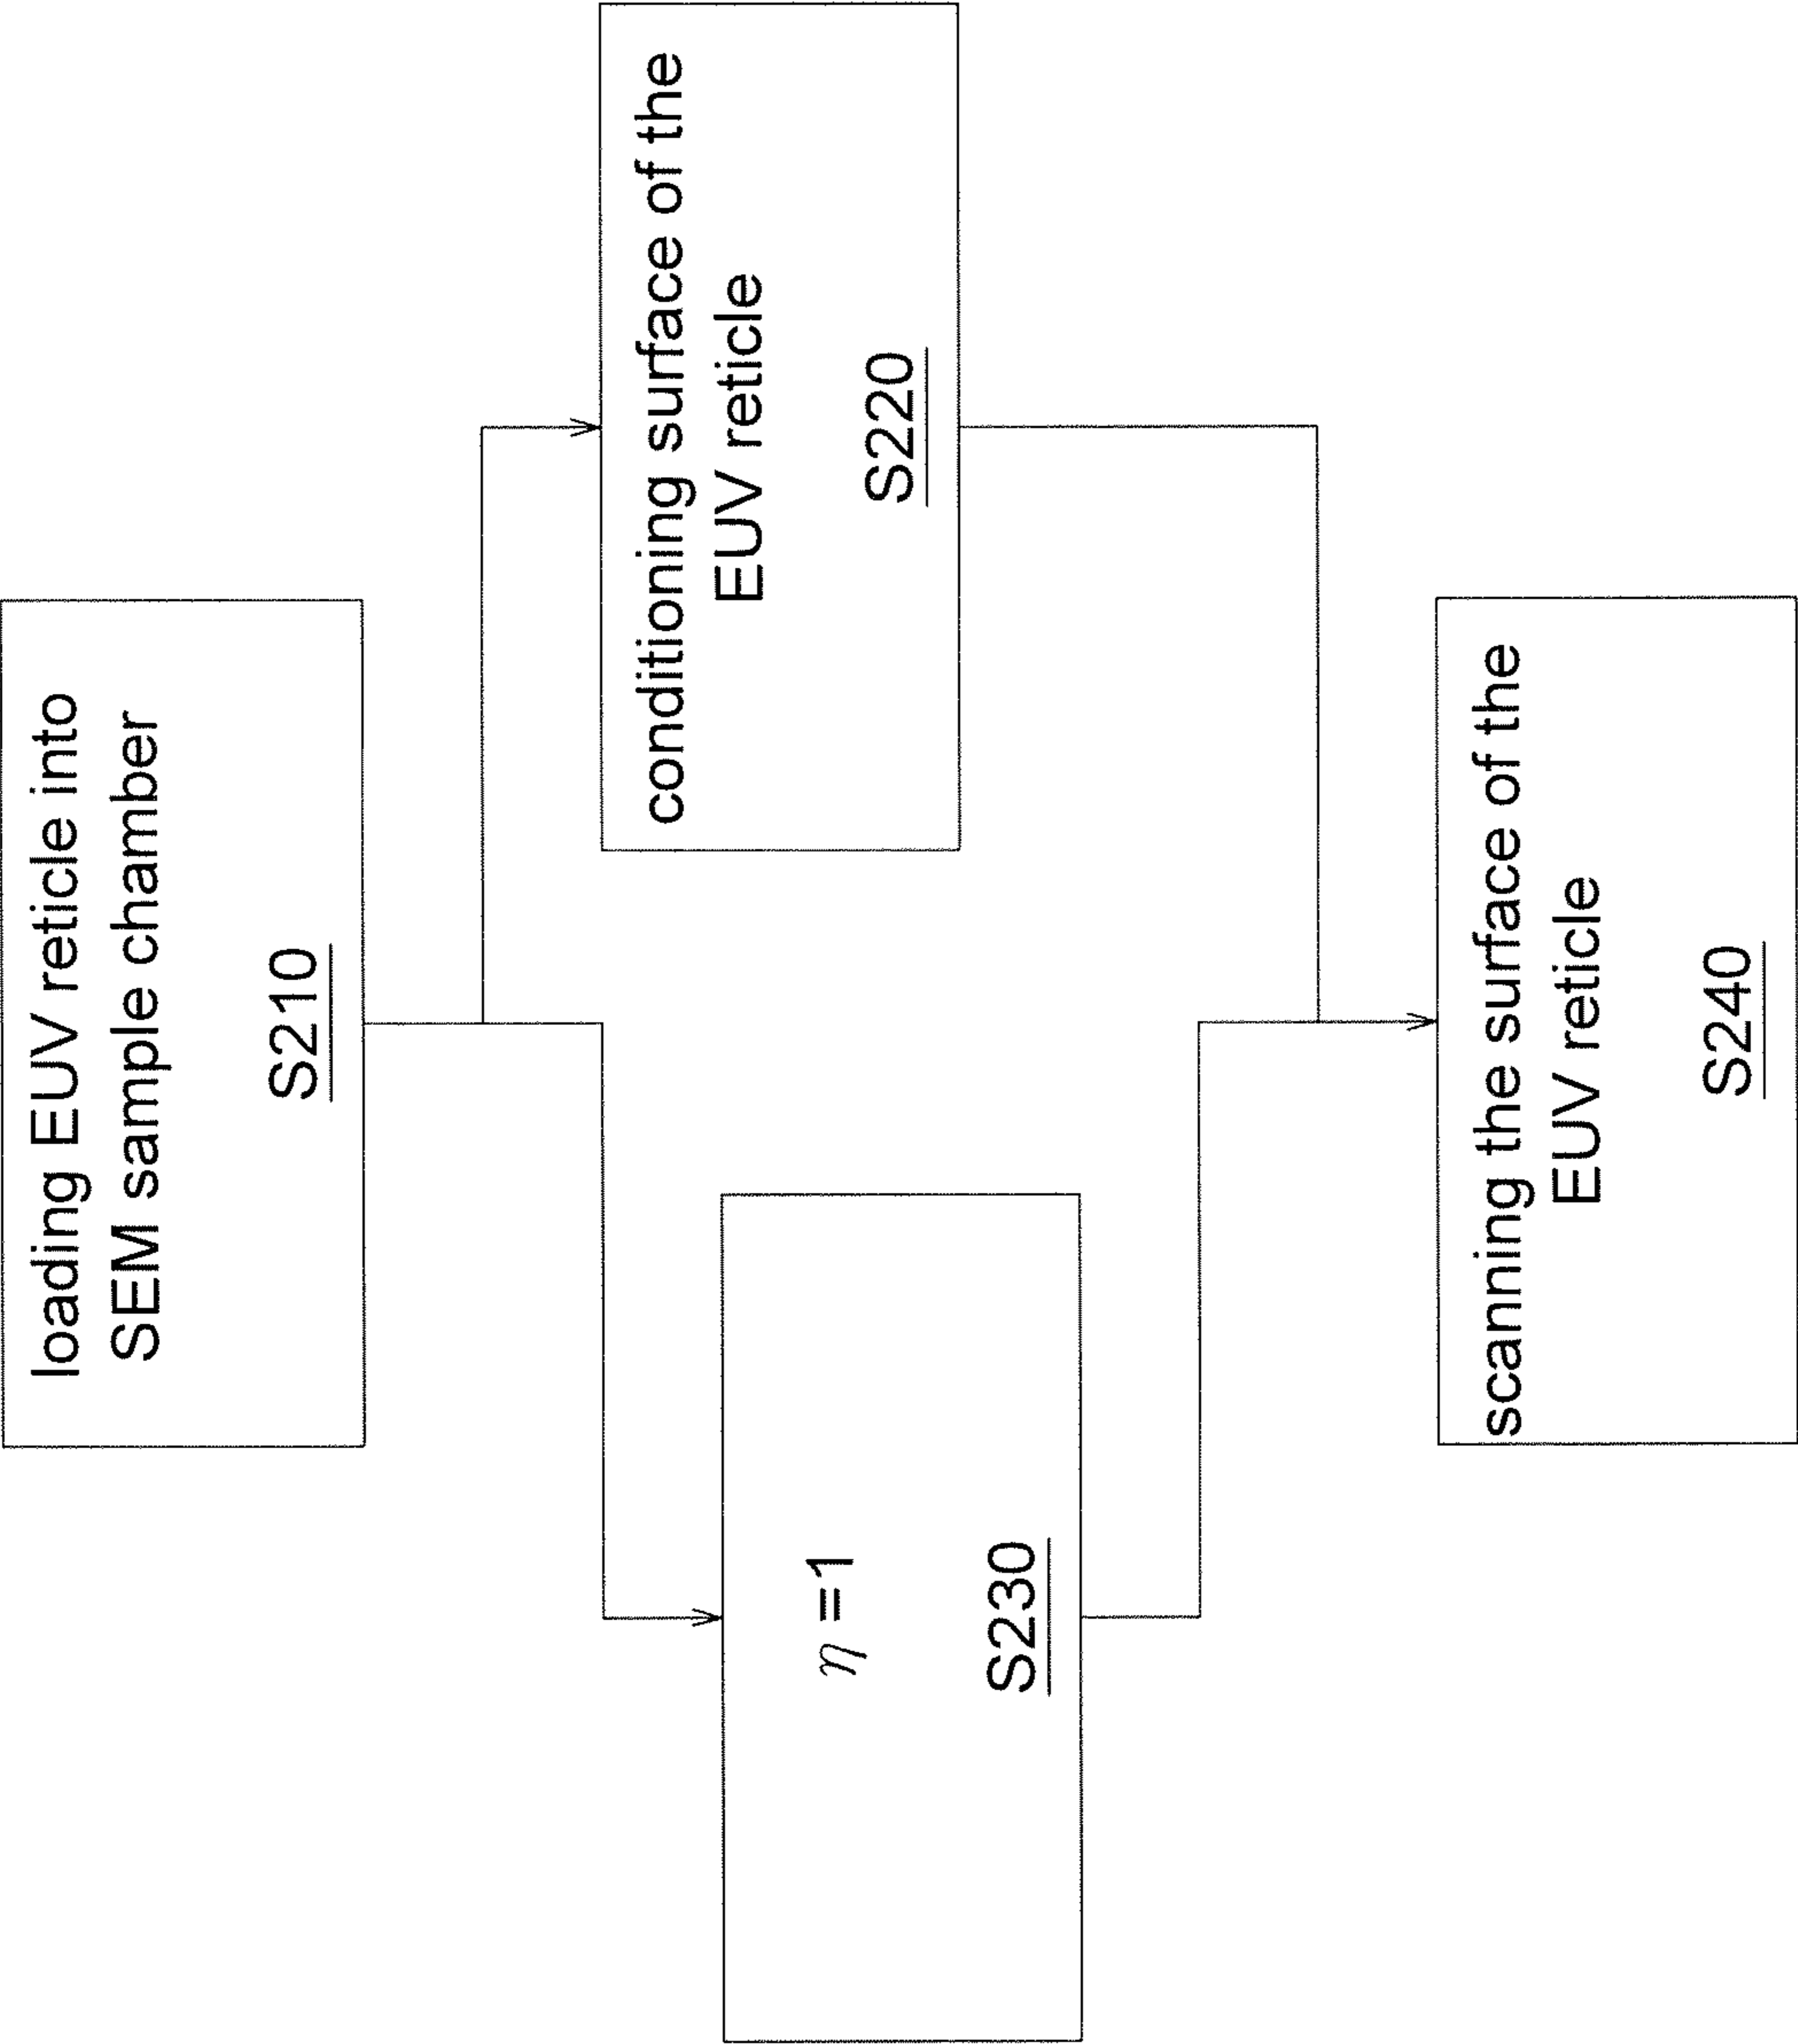 loading EUV reticle into
SEM sample chamber
S210
conditioning surface of the
EUV reticle
S220
η =1
S230
scanning the surface of the
EUV reticle
S240